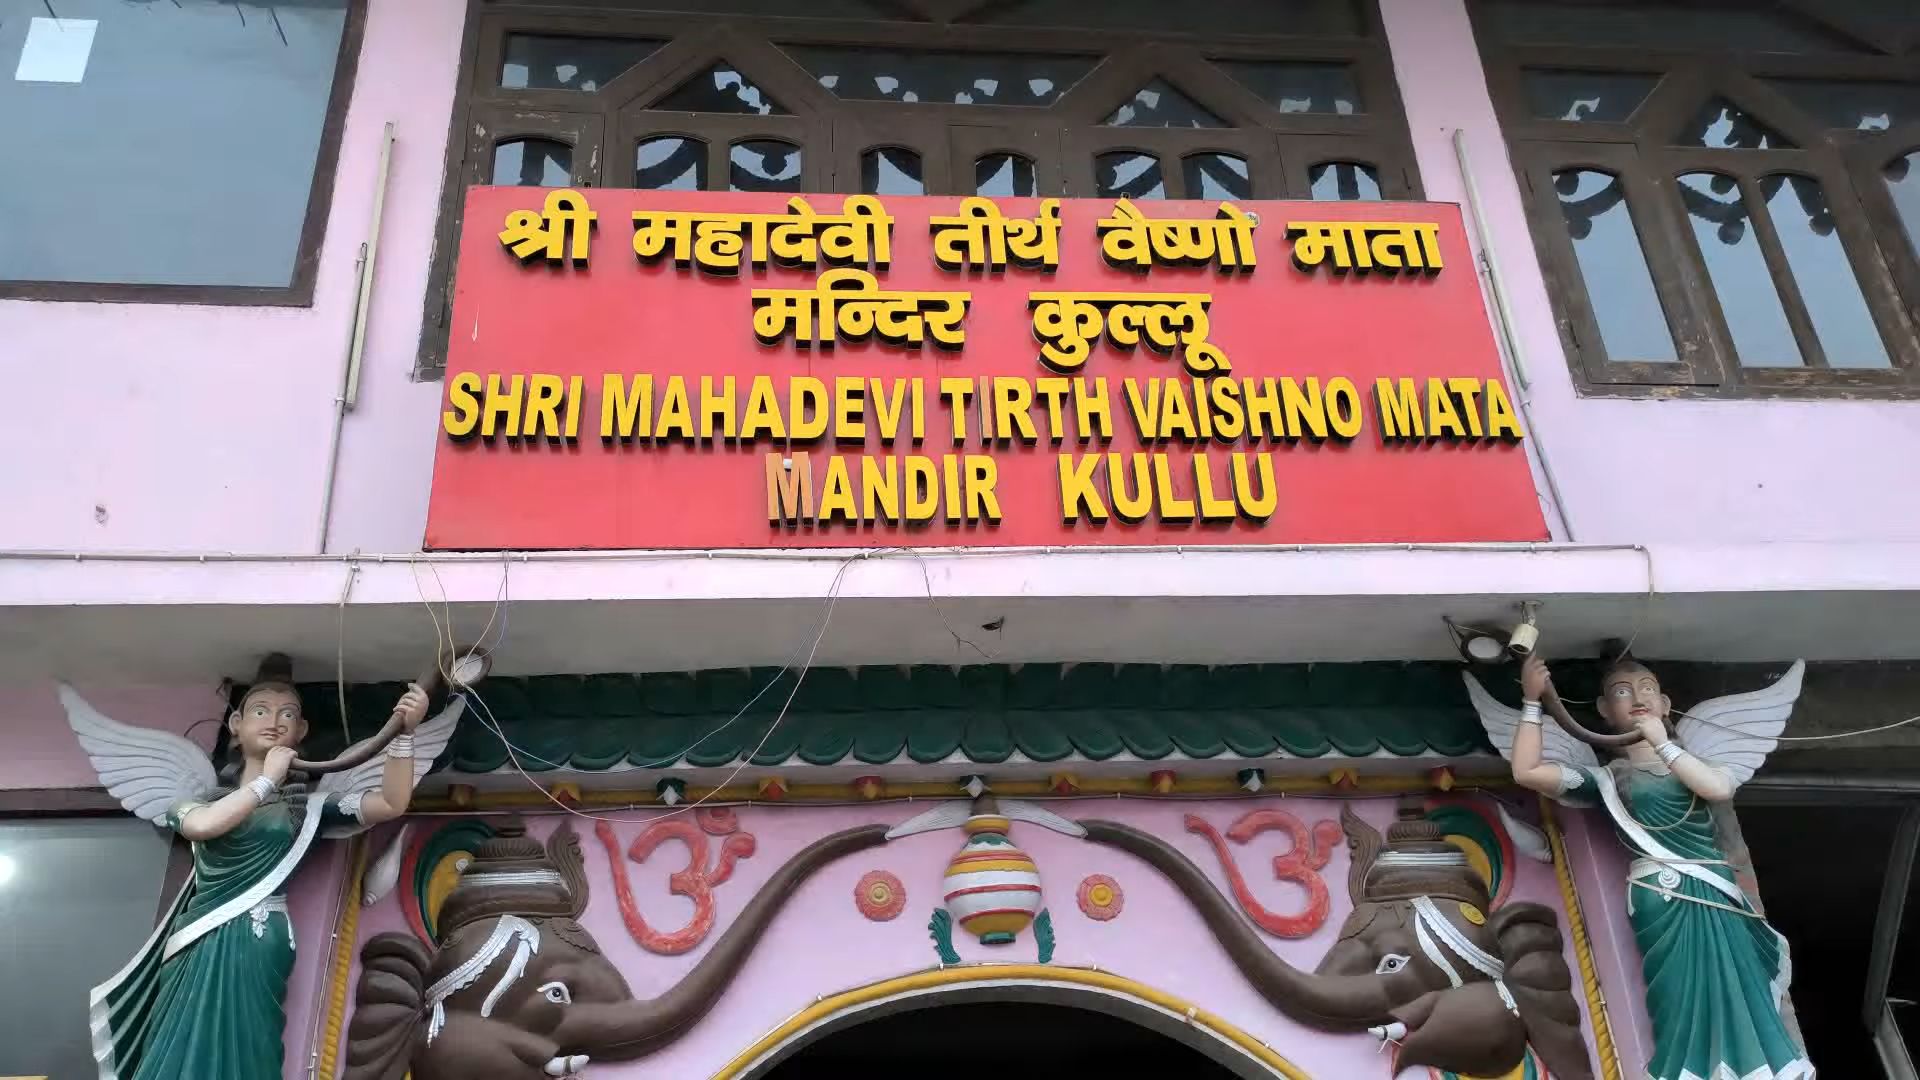 श्री महादेवी तीर्थ वैष्णो माता
मन्दिर कुल्लू
SHRI MAHADEVI TIRTH VAISHNO MATA
MANDIR KULLU
ॐ ॐ